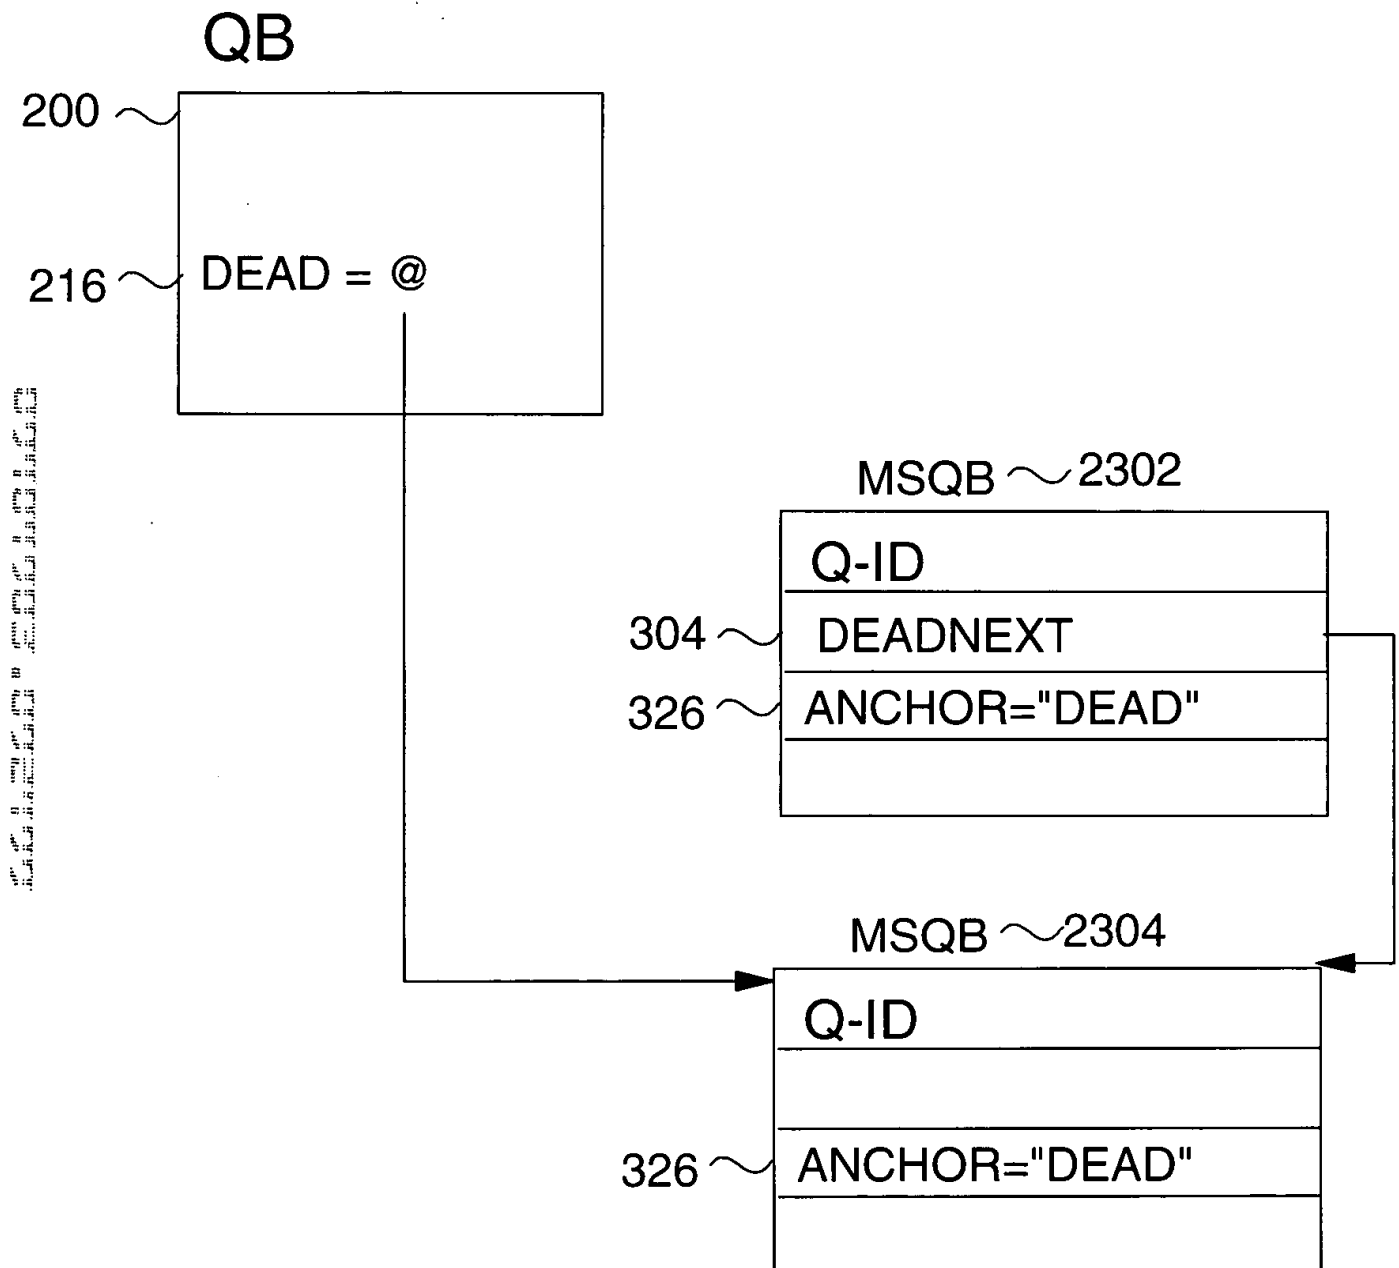 QB
200
216 DEAD = @
MSQB 2302
Q-ID
304 DEADNEXT
326 ANCHOR="DEAD"
MSQB 2304
Q-ID
326 ANCHOR="DEAD"